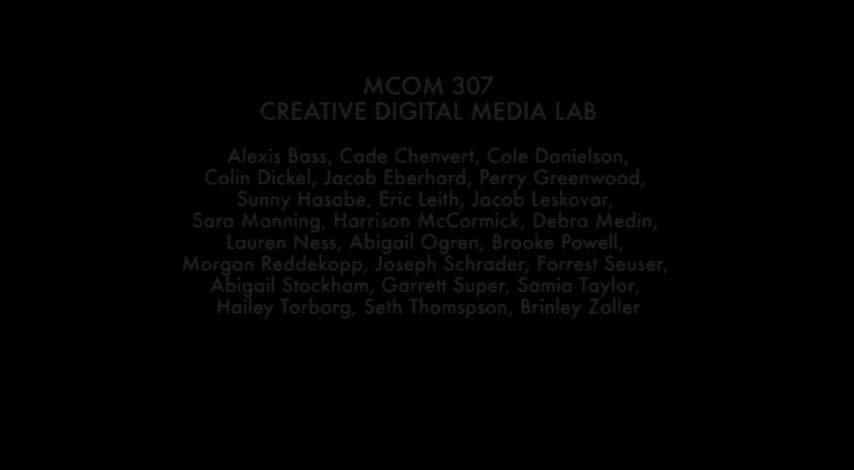 MCOM 307
CREATIVE DIGITAL MEDIA LAB
Alexis Bass, Cade Chenvert, Cole Danielson,
Colin Dickel, Jacob Eberhard, Perry Greenwood,
Sunny Hasabe, Eric Leith, Jacob Leskovar,
Sara Manning, Harrison McCormick, Debra Medin,
Lauren Ness, Abigail Ogren, Brooke Powell,
Morgan Reddekopp, Joseph Schrader, Forrest Seuser,
Abigail Stockham, Garrett Super, Samia Taylor,
Hailey Torborg, Seth Thomspson, Brinley Zoller